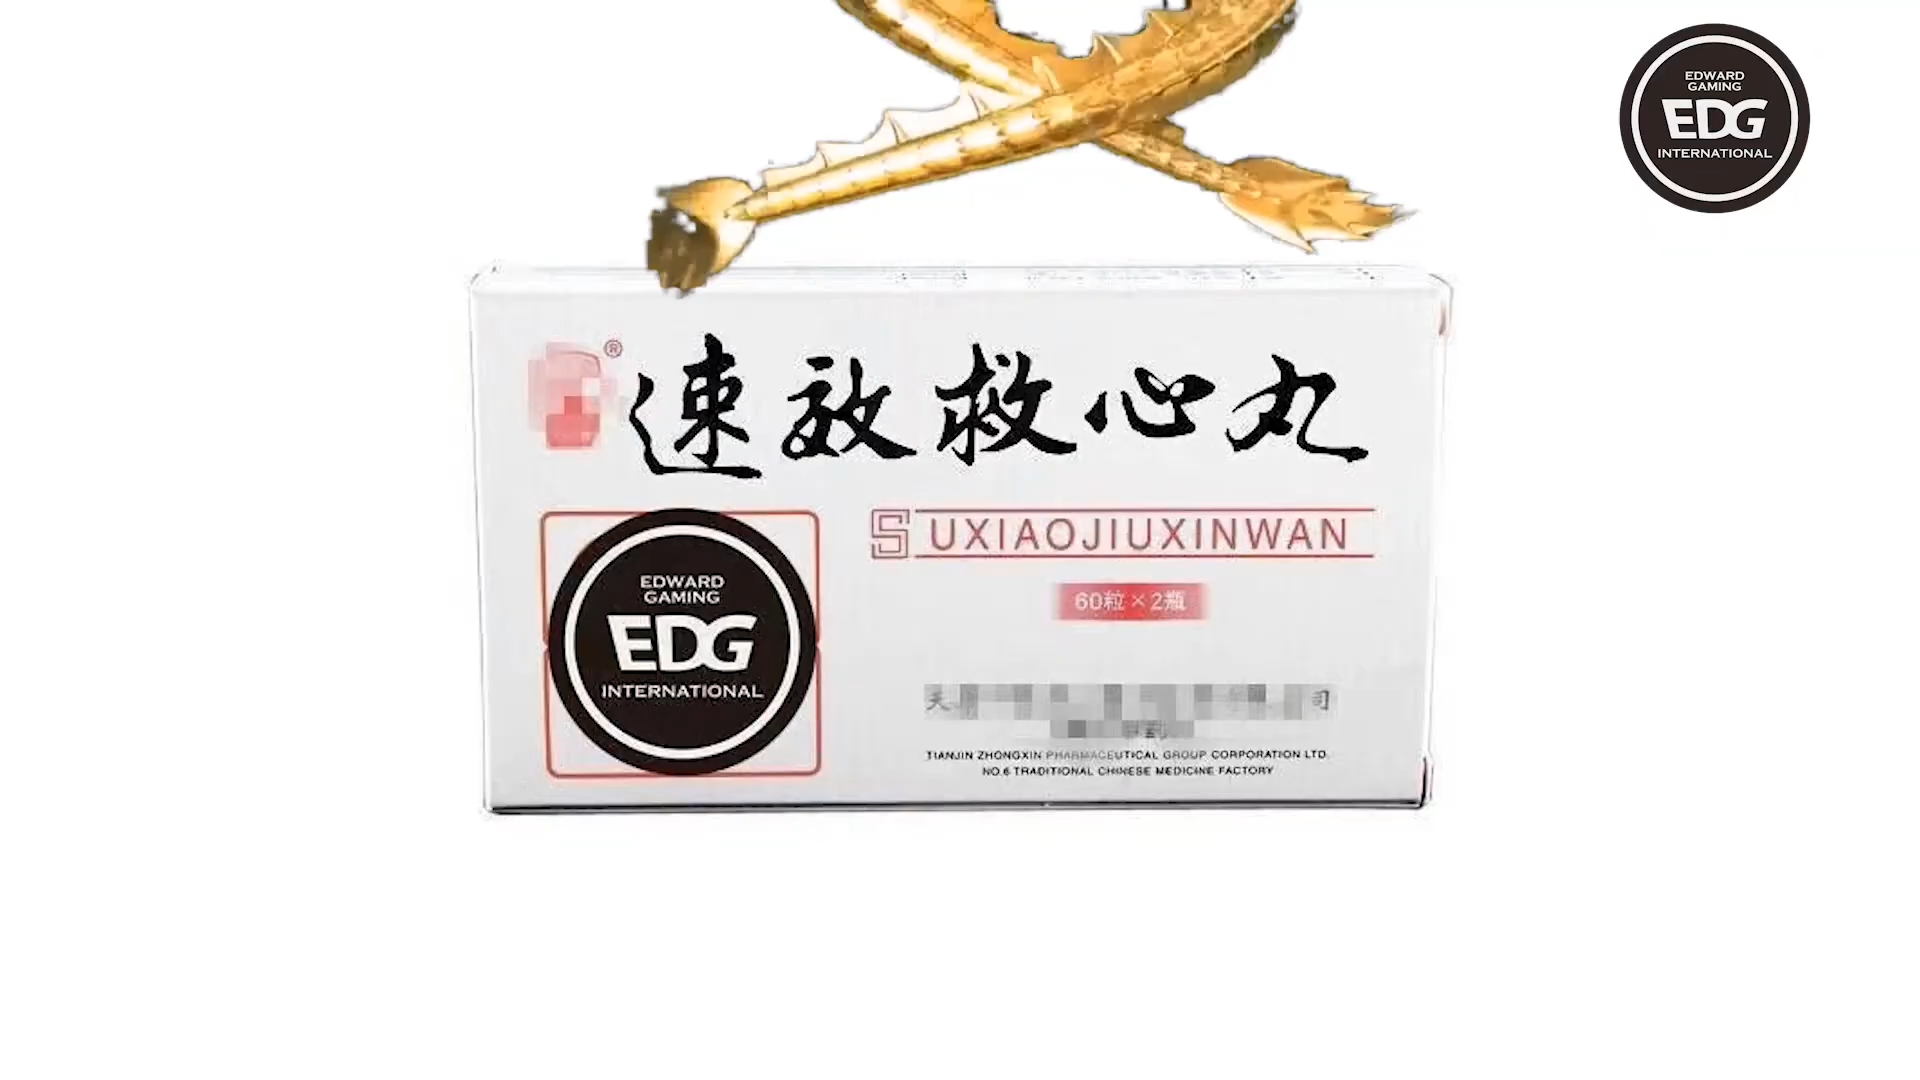 EDWARD
GAMING
EDG
INTERNATIONAL
®
速效救心丸
SUXIAOJIUXINWAN
60粒×2瓶
EDWARD
GAMING
EDG
INTERNATIONAL
TIANJIN ZHONGXIN PHARMACEUTICAL GROUP CORPORATION LTD.
NO.6 TRADITIONAL CHINESE MEDICINE FACTORY